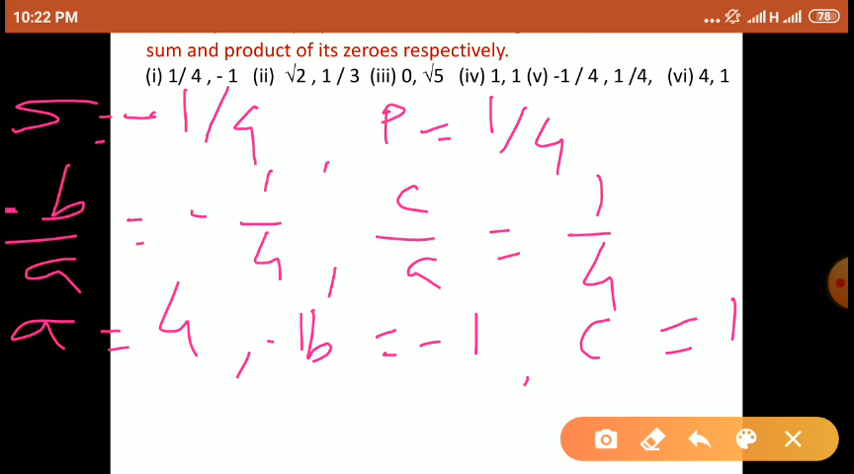 10:22 PM ... H 78
sum and product of its zeroes respectively.
(i) 1/ 4 , - 1 (ii) √2 , 1 / 3 (iii) 0, √5 (iv) 1, 1 (v) -1 / 4 , 1 /4, (vi) 4, 1
S = - 1/4 , P = 1/4
- b/a = - 1/4 , c/a = 1/4
a = 4 , - b = - 1 , c = 1